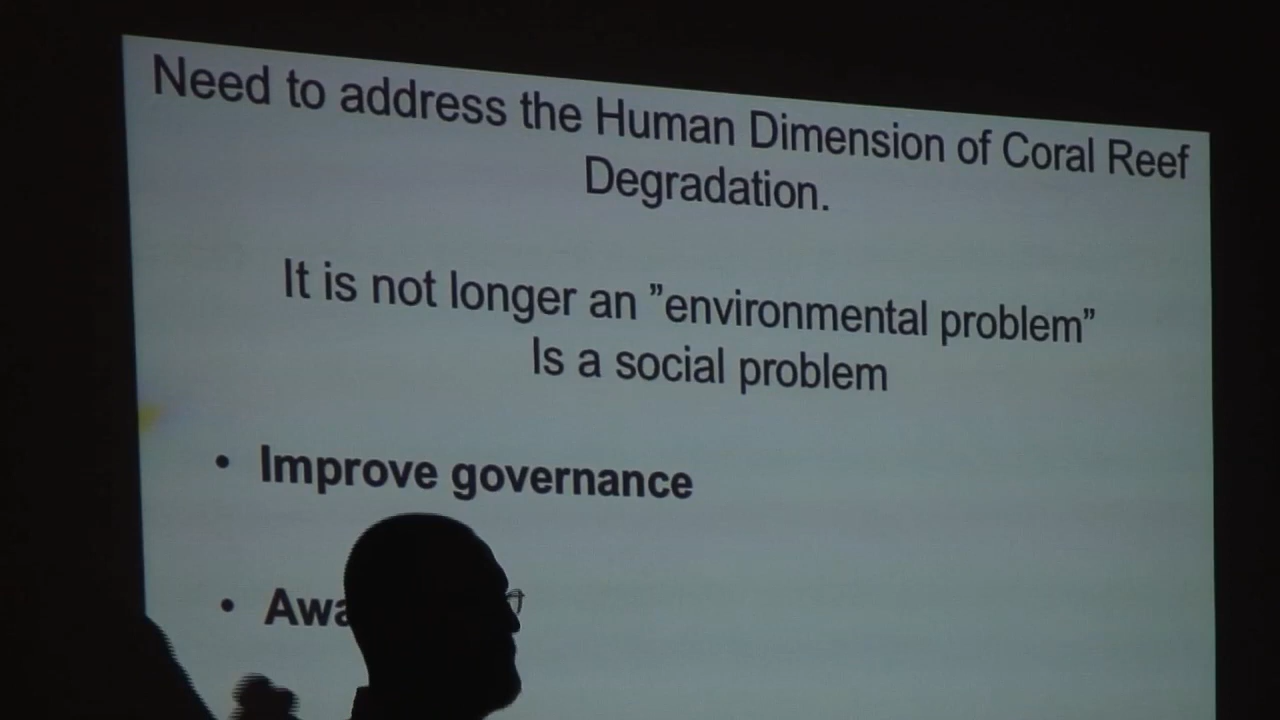 Need to address the Human Dimension of Coral Reef
Degradation.
It is not longer an ”environmental problem”
Is a social problem
• Improve governance
•